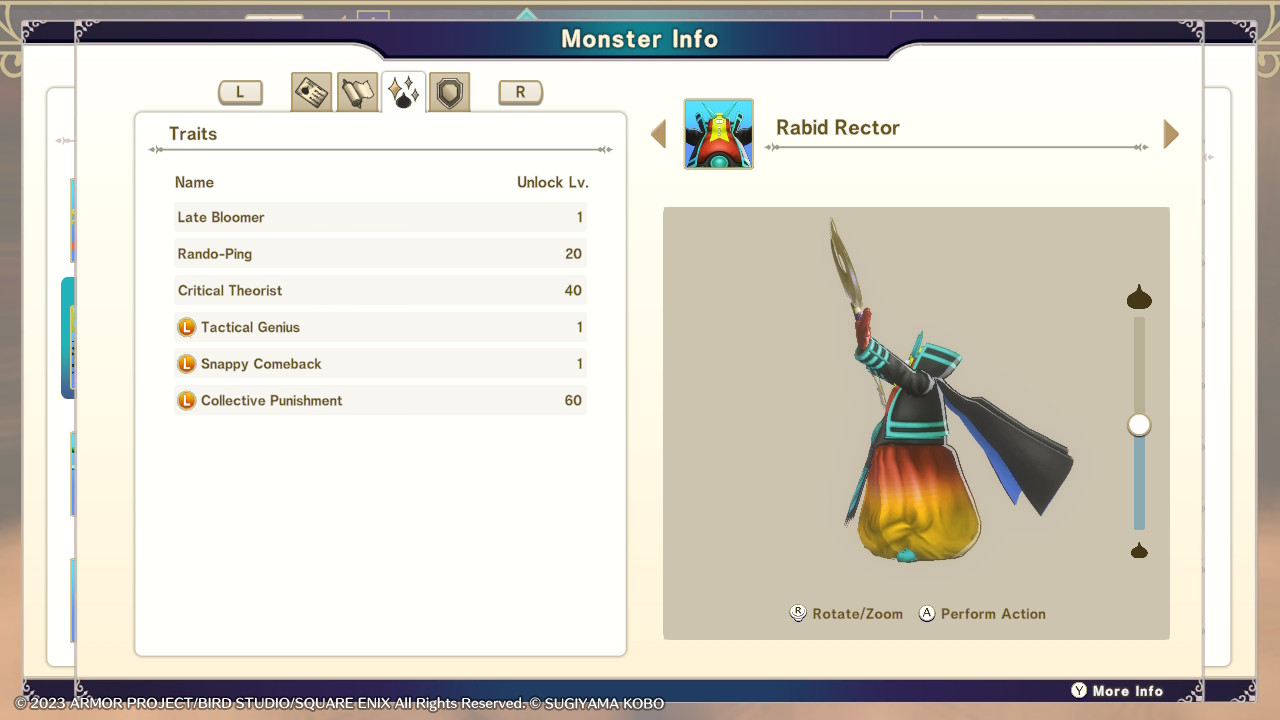 Monster Info
L
R
Traits
Name Unlock Lv.
Late Bloomer 1
Rando-Ping 20
Critical Theorist 40
L Tactical Genius 1
L Snappy Comeback 1
L Collective Punishment 60
Rabid Rector
R Rotate/Zoom A Perform Action
Y More Info
© 2023 ARMOR PROJECT/BIRD STUDIO/SQUARE ENIX All Rights Reserved. © SUGIYAMA KOBO